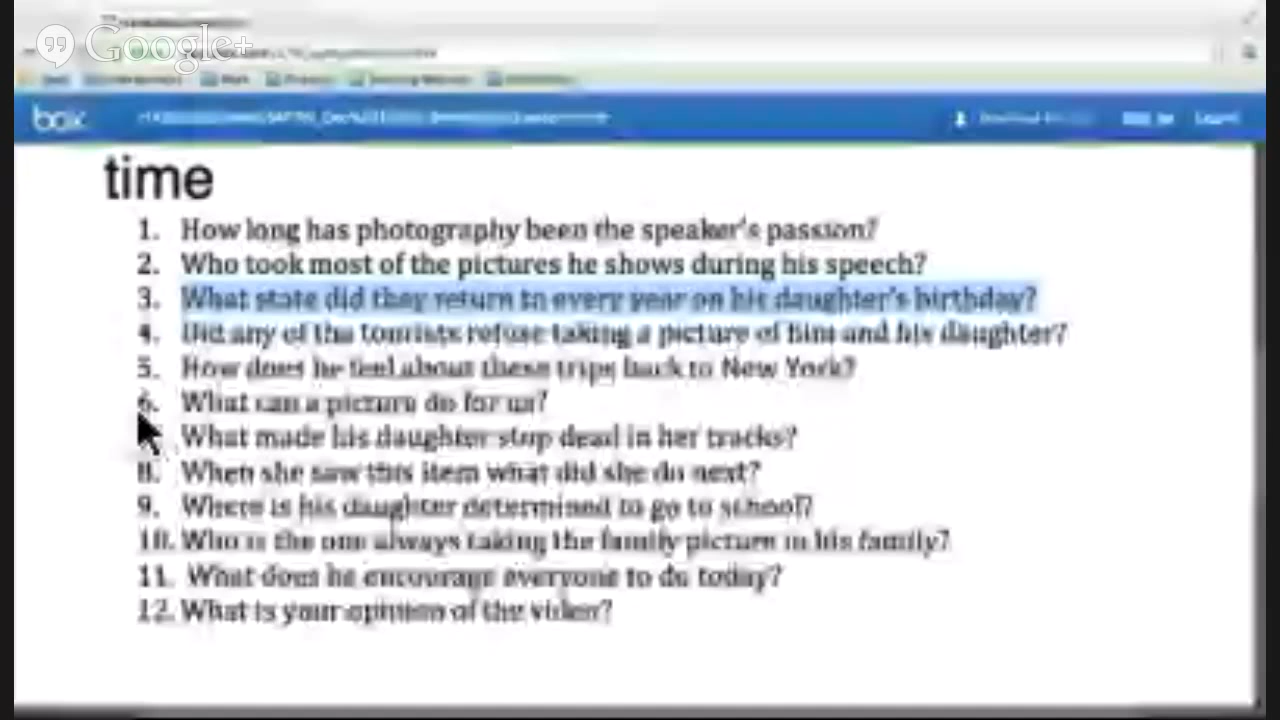 Google+
box
time
1. How long has photography been the speaker's passion?
2. Who took most of the pictures he shows during his speech?
3. What state did they return to every year on his daughter's birthday?
4. Did any of the tourists refuse taking a picture of him and his daughter?
5. How does he feel about these trips back to New York?
6. What can a picture do for us?
What made his daughter stop dead in her tracks?
8. When she saw this item what did she do next?
9. Where is his daughter determined to go to school?
10. Who is the one always taking the family picture in his family?
11. What does he encourage everyone to do today?
12. What is your opinion of the video?